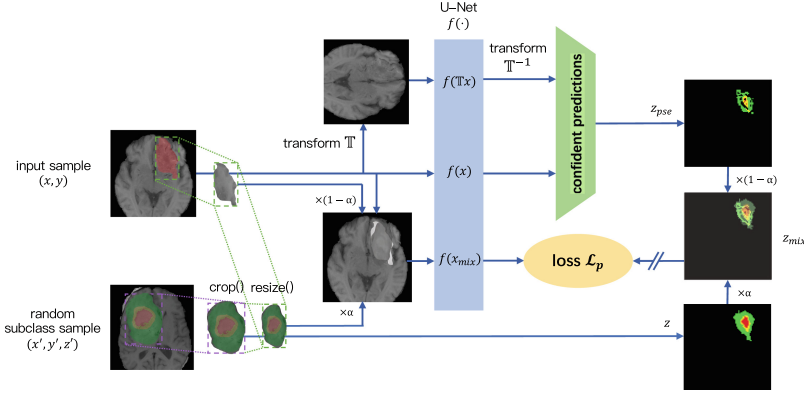 U-Net
f(·)
transform
𝕋⁻¹
f(𝕋x)
transform 𝕋
confident predictions
z_pse
input sample
(x, y)
f(x)
×(1 − α)
×(1 − α)
z_mix
f(x_mix)
loss ℒ_p
crop() resize()
×α
×α
random
subclass sample
(x′, y′, z′)
z